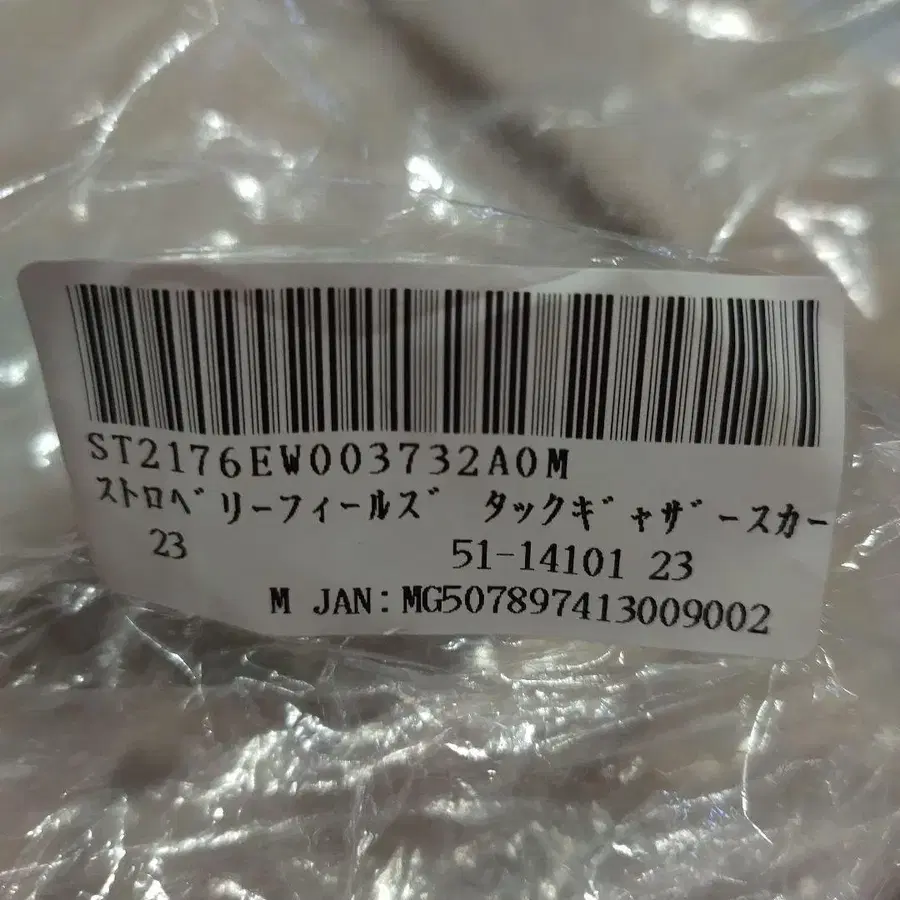 ST2176EW003732A0M
ｽﾄﾛﾍﾞﾘｰﾌｨｰﾙｽﾞ ﾀｯｸｷﾞｬｻﾞｰｽｶｰ
23 51-14101 23
M JAN:MG507897413009002